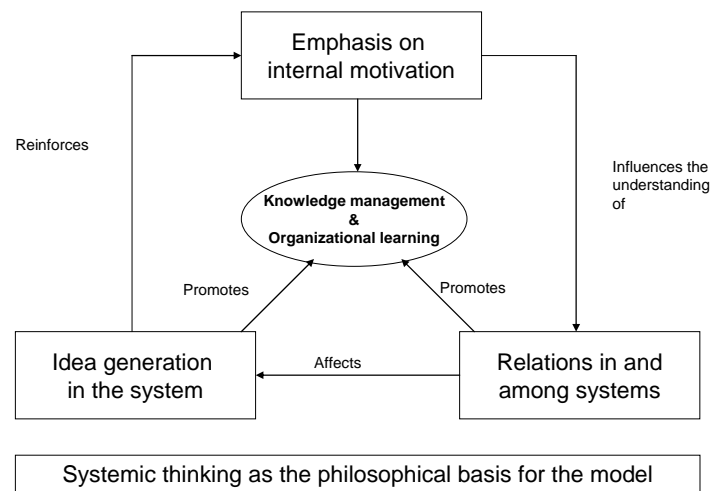 Emphasis on
internal motivation
Reinforces
Influences the
understanding
of
Knowledge management
&
Organizational learning
Promotes
Promotes
Idea generation
in the system
Affects
Relations in and
among systems
Systemic thinking as the philosophical basis for the model